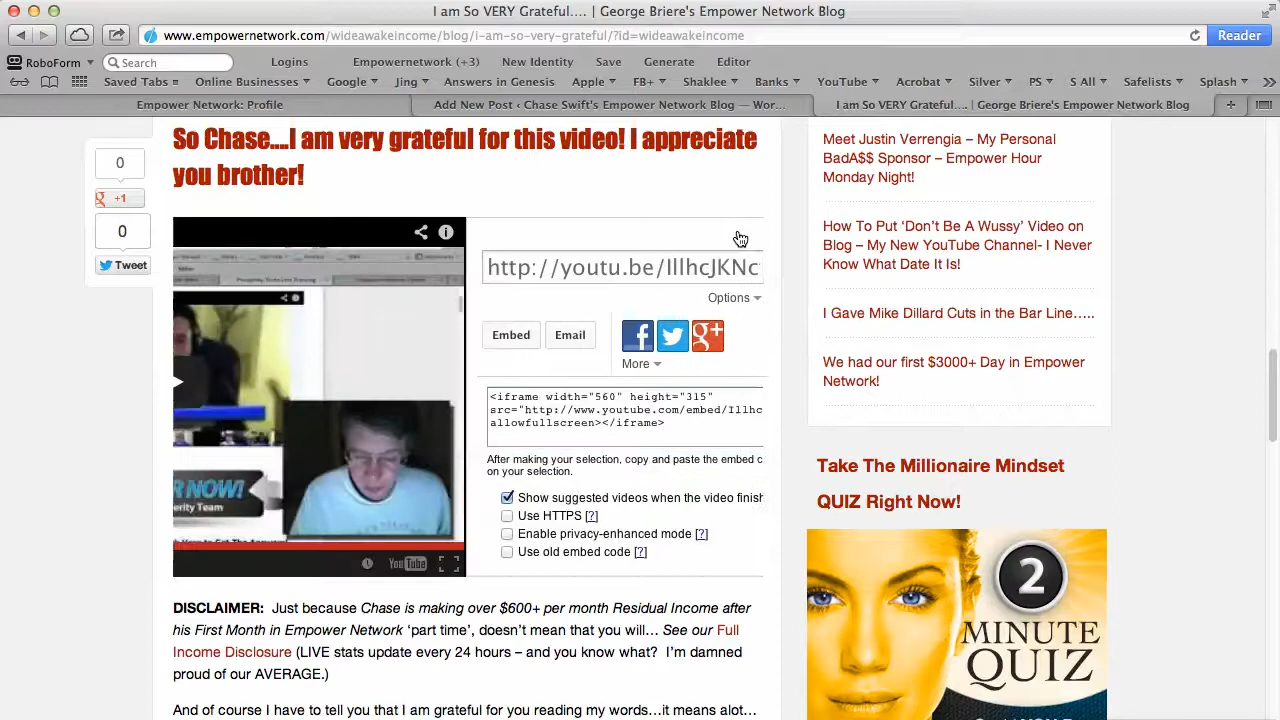 I am So VERY Grateful…. | George Briere's Empower Network Blog
www.empowernetwork.com/wideawakeincome/blog/i-am-so-very-grateful/?id=wideawakeincome
Reader
RoboForm
Search
Logins
Empowernetwork (+3)
Save
New Identity
Generate
Editor
Saved Tabs
Online Businesses
Google
Jing
Answers in Genesis
Apple
FB+
Shaklee
Banks
YouTube
Acrobat
Silver
PS
S All
Safelists
Splash
Empower Network: Profile
Add New Post ‹ Chase Swift's Empower Network Blog — Wor...
I am So VERY Grateful…. | George Briere's Empower Network Blog
0
+1
0
Tweet
So Chase….I am very grateful for this video! I appreciate
you brother!
http://youtu.be/IllhcJKNc
Options
Embed
Email
More
<iframe width="560" height="315"
src="http://www.youtube.com/embed/Illhc
allowfullscreen></iframe>
After making your selection, copy and paste the embed c
on your selection.
Show suggested videos when the video finish
Use HTTPS [?]
Enable privacy-enhanced mode [?]
Use old embed code [?]
R NOW!
erity Team
YouTube
DISCLAIMER: Just because Chase is making over $600+ per month Residual Income after
his First Month in Empower Network ‘part time’, doesn’t mean that you will… See our Full
Income Disclosure (LIVE stats update every 24 hours – and you know what? I’m damned
proud of our AVERAGE.)
And of course I have to tell you that I am grateful for you reading my words…it means alot…
Meet Justin Verrengia – My Personal
BadA$$ Sponsor – Empower Hour
Monday Night!
How To Put ‘Don’t Be A Wussy’ Video on
Blog – My New YouTube Channel- I Never
Know What Date It Is!
I Gave Mike Dillard Cuts in the Bar Line…..
We had our first $3000+ Day in Empower
Network!
Take The Millionaire Mindset
QUIZ Right Now!
2
MINUTE
QUIZ